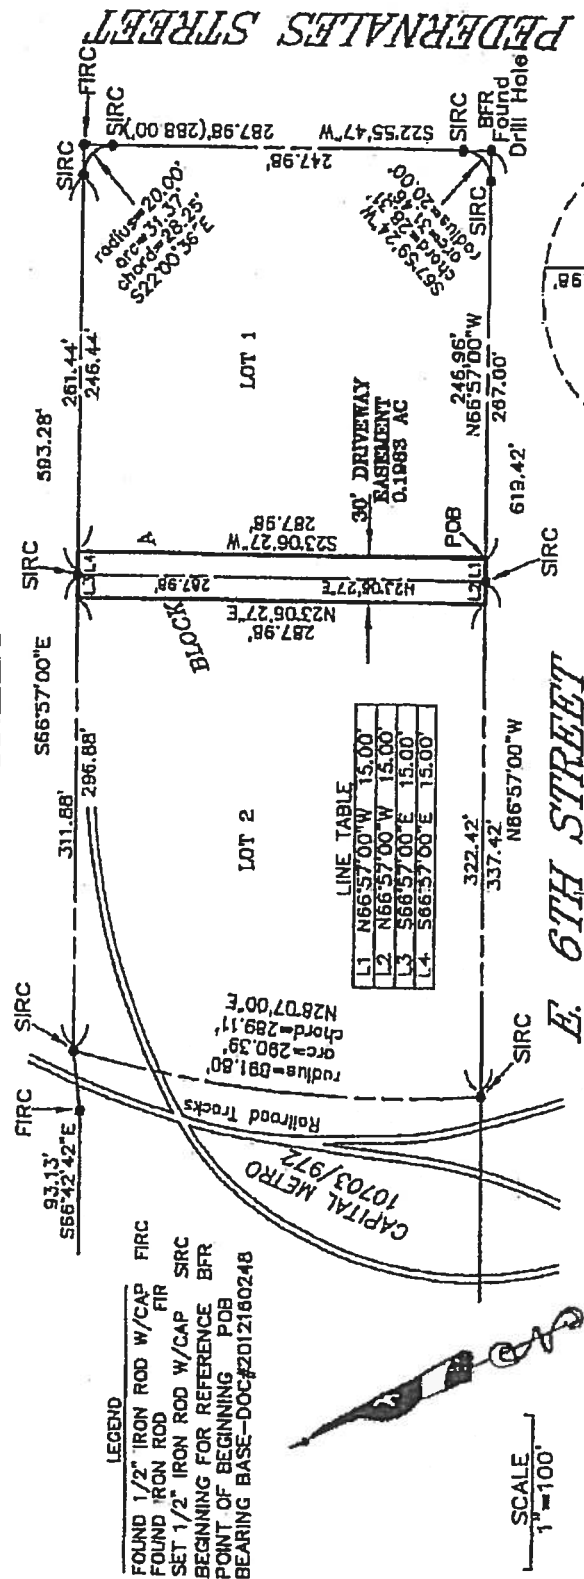 PEDERNALES STREET
FIRC
SIRC
SIRC
287.98'(288.00')
S22°55'47"W
247.98'
SIRC
BFR
Found
Drill Hole
SIRC
radius=20.00'
arc=31.37'
chord=28.25'
S22°00'36"E
S67°59'24"W
chord=28.31'
arc=31.46'
radius=20.00'
98'
261.44'
246.44'
593.28'
LOT 1
246.96'
N66°57'00"W
267.00'
619.42'
30' DRIVEWAY
EASEMENT
0.1983 AC
SIRC
L3 L4
A
BLOCK
S23°06'27"W
287.98'
287.98'
N23°06'27"E
N23°06'27"E
287.98'
POB
L2 L1
SIRC
S66°57'00"E
311.88'
296.88'
LOT 2
LINE TABLE
L1 N66°57'00"W 15.00'
L2 N66°57'00"W 15.00'
L3 S66°57'00"E 15.00'
L4 S66°57'00"E 15.00'
322.42'
337.42'
N66°57'00"W
E. 6TH STREET
SIRC
FIRC
93.13'
S66°42'42"E
radius=891.80'
arc=290.39'
chord=289.11'
N28°07'00"E
SIRC
Railroad Tracks
CAPITAL METRO
10703/972
LEGEND
FOUND 1/2" IRON ROD W/CAP FIRC
FOUND IRON ROD FIR
SET 1/2" IRON ROD W/CAP SIRC
BEGINNING FOR REFERENCE BFR
POINT OF BEGINNING POB
BEARING BASE-DOC#2012160248
SCALE
1"=100'